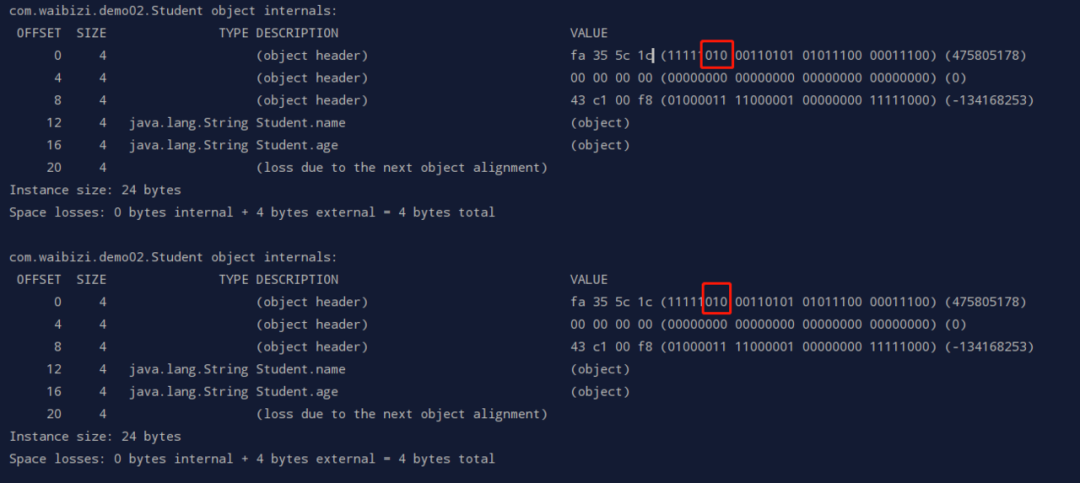 com.waibizi.demo02.Student object internals:
OFFSET SIZE TYPE DESCRIPTION VALUE
0 4 (object header) fa 35 5c 1c (11111010 00110101 01011100 00011100) (475805178)
4 4 (object header) 00 00 00 00 (00000000 00000000 00000000 00000000) (0)
8 4 (object header) 43 c1 00 f8 (01000011 11000001 00000000 11111000) (-134168253)
12 4 java.lang.String Student.name (object)
16 4 java.lang.String Student.age (object)
20 4 (loss due to the next object alignment)
Instance size: 24 bytes
Space losses: 0 bytes internal + 4 bytes external = 4 bytes total
com.waibizi.demo02.Student object internals:
OFFSET SIZE TYPE DESCRIPTION VALUE
0 4 (object header) fa 35 5c 1c (11111010 00110101 01011100 00011100) (475805178)
4 4 (object header) 00 00 00 00 (00000000 00000000 00000000 00000000) (0)
8 4 (object header) 43 c1 00 f8 (01000011 11000001 00000000 11111000) (-134168253)
12 4 java.lang.String Student.name (object)
16 4 java.lang.String Student.age (object)
20 4 (loss due to the next object alignment)
Instance size: 24 bytes
Space losses: 0 bytes internal + 4 bytes external = 4 bytes total